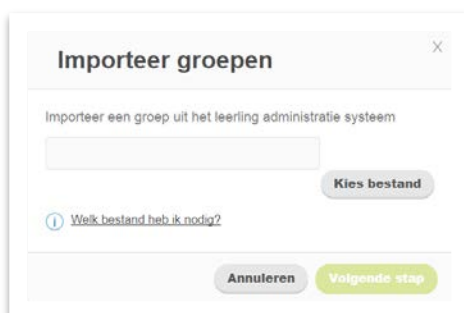 Importeer groepen
X
Importeer een groep uit het leerling administratie systeem
Kies bestand
i Welk bestand heb ik nodig?
Annuleren Volgende stap